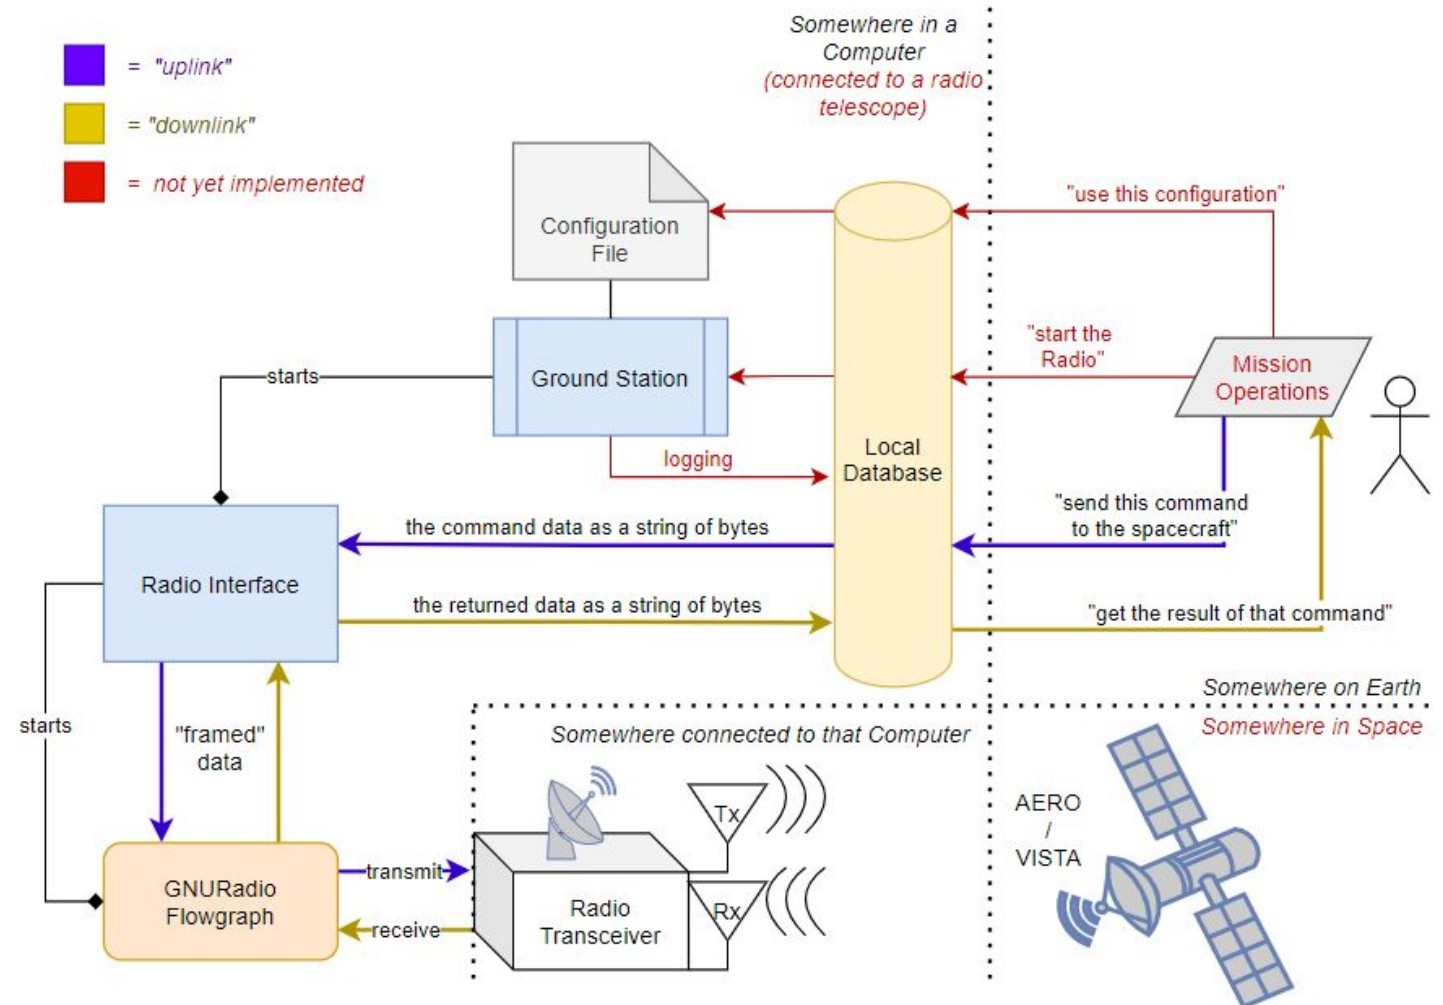 = "uplink"
= "downlink"
= not yet implemented
Somewhere in a
Computer
(connected to a radio
telescope)
Configuration
File
"use this configuration"
Ground Station
starts
"start the
Radio"
Mission
Operations
logging
Local
Database
the command data as a string of bytes
"send this command
to the spacecraft"
Radio Interface
the returned data as a string of bytes
"get the result of that command"
starts
"framed"
data
Somewhere on Earth
Somewhere in Space
Somewhere connected to that Computer
AERO
/
VISTA
Tx
Rx
GNURadio
Flowgraph
transmit
receive
Radio
Transceiver